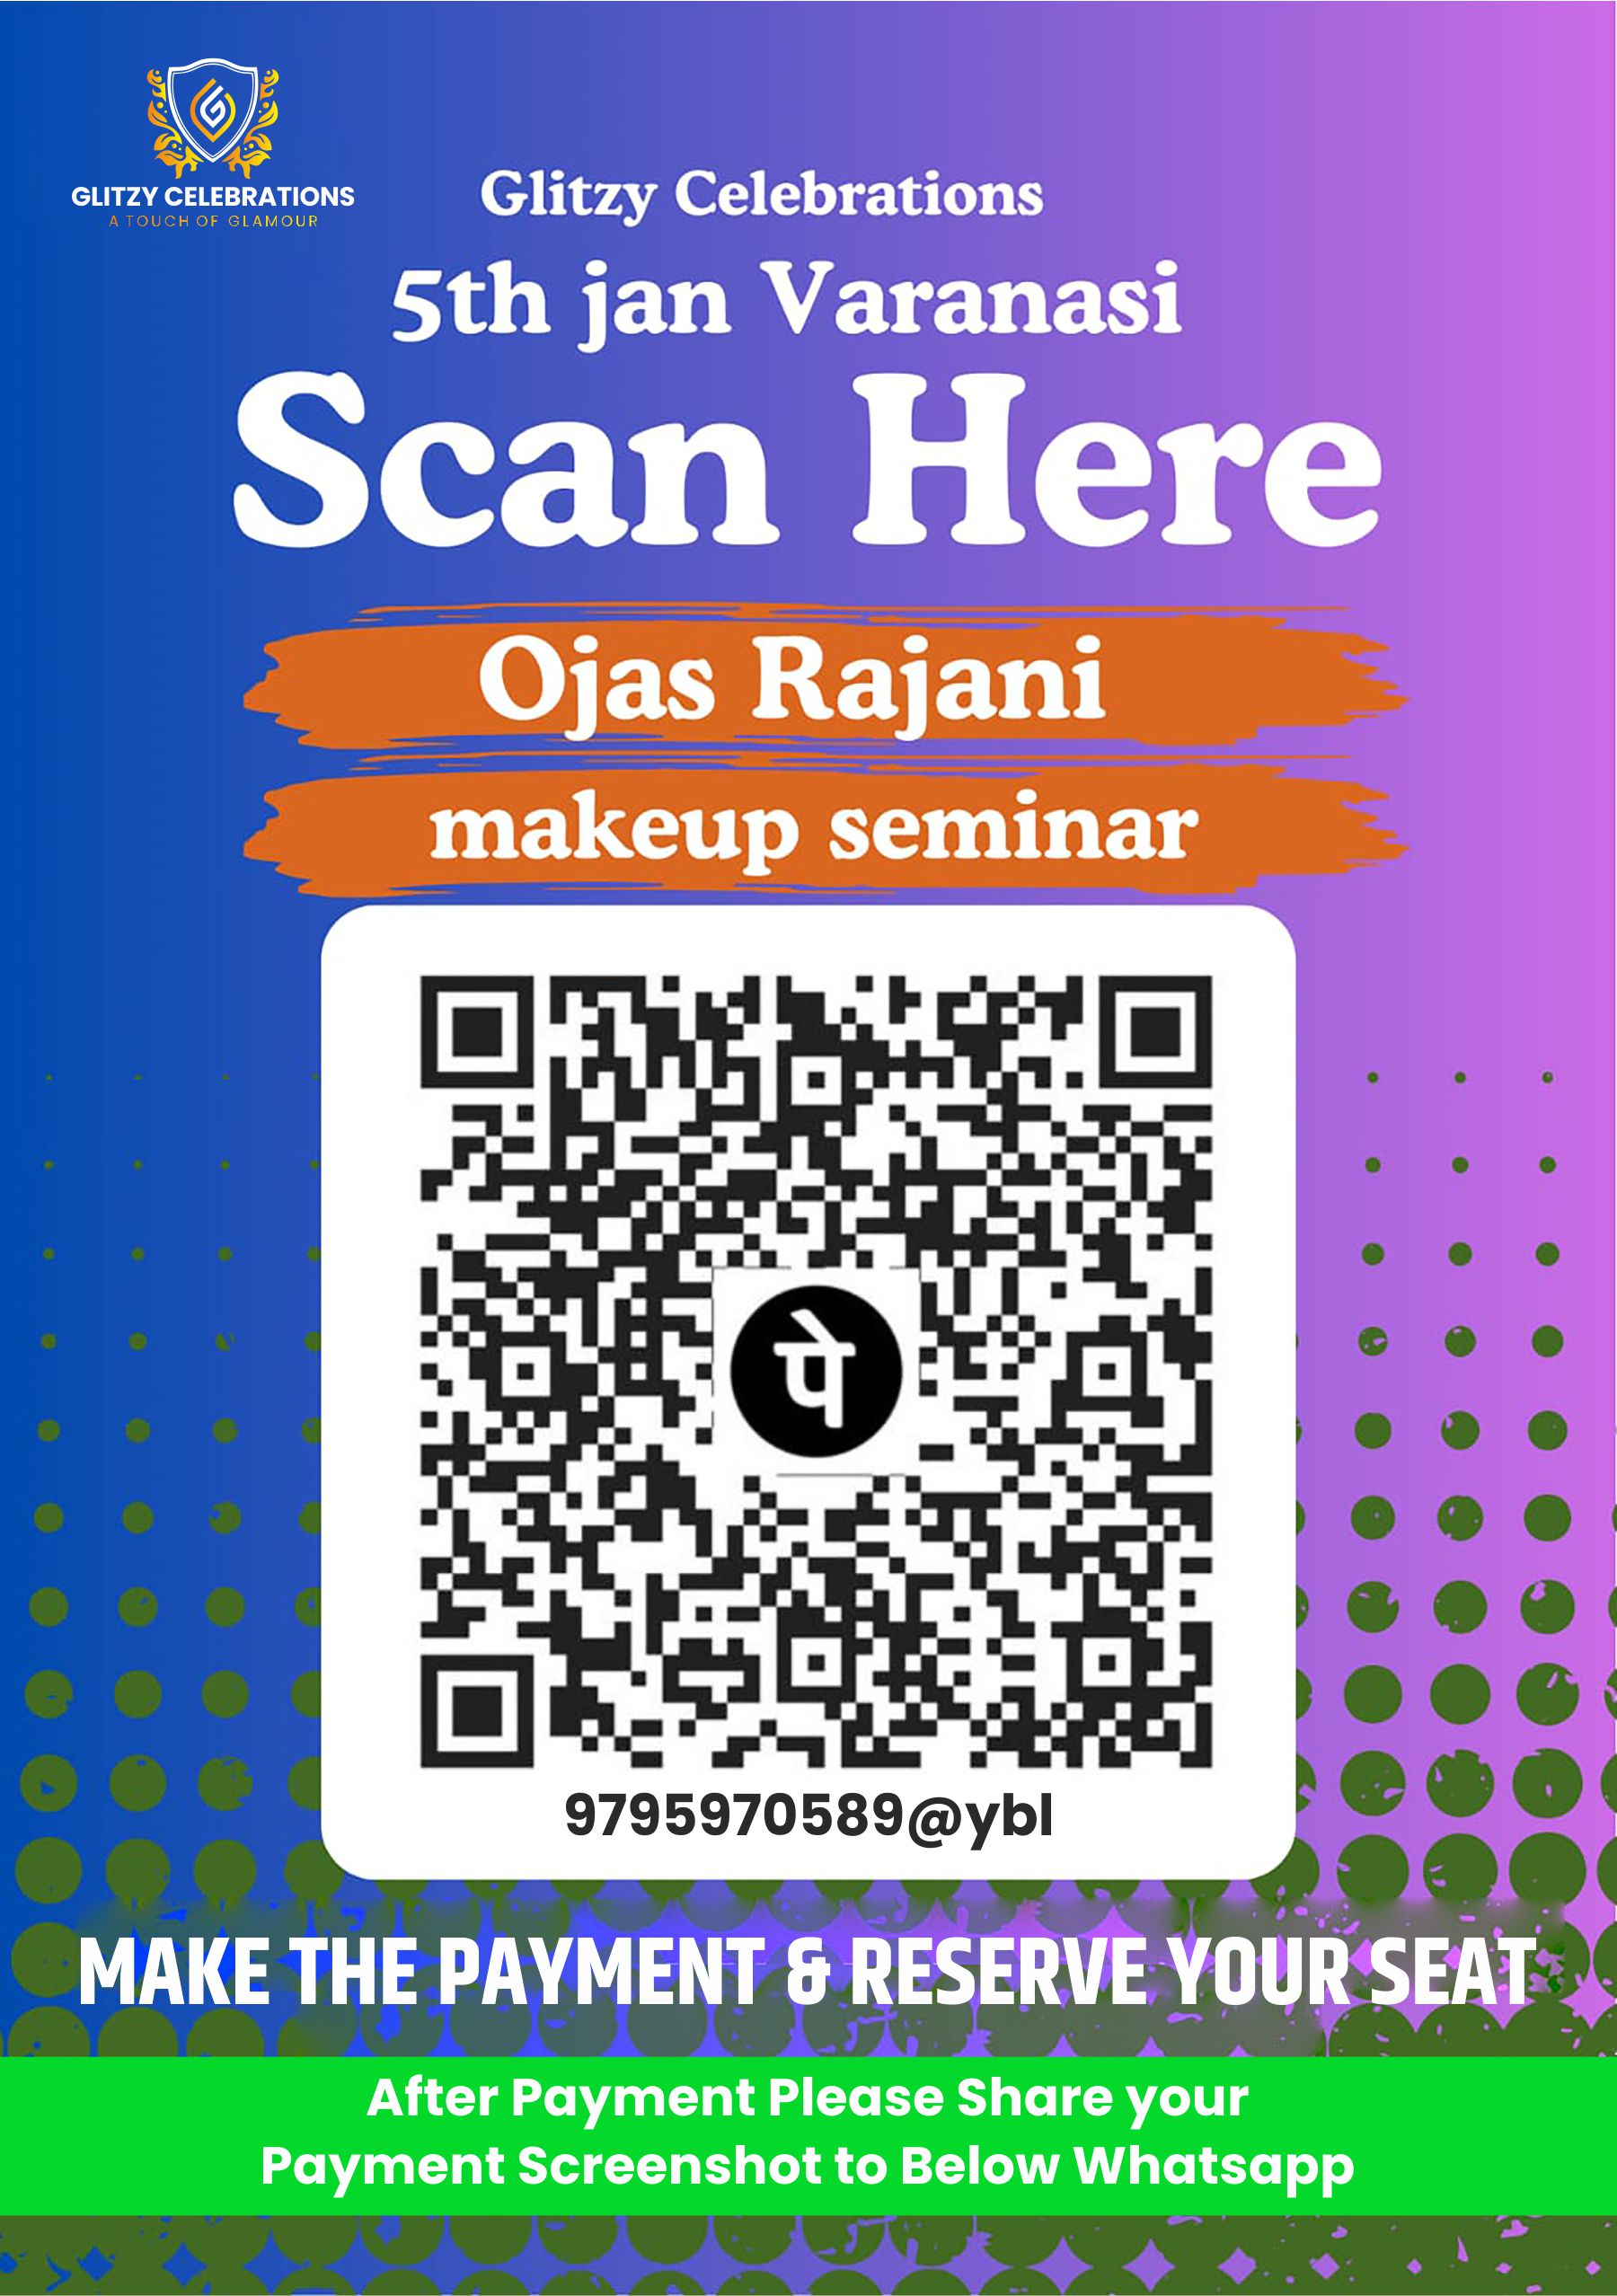 GLITZY CELEBRATIONS
A TOUCH OF GLAMOUR
Glitzy Celebrations
5th jan Varanasi
Scan Here
Ojas Rajani
makeup seminar
पे
9795970589@ybl
MAKE THE PAYMENT & RESERVE YOUR SEAT
After Payment Please Share your
Payment Screenshot to Below Whatsapp